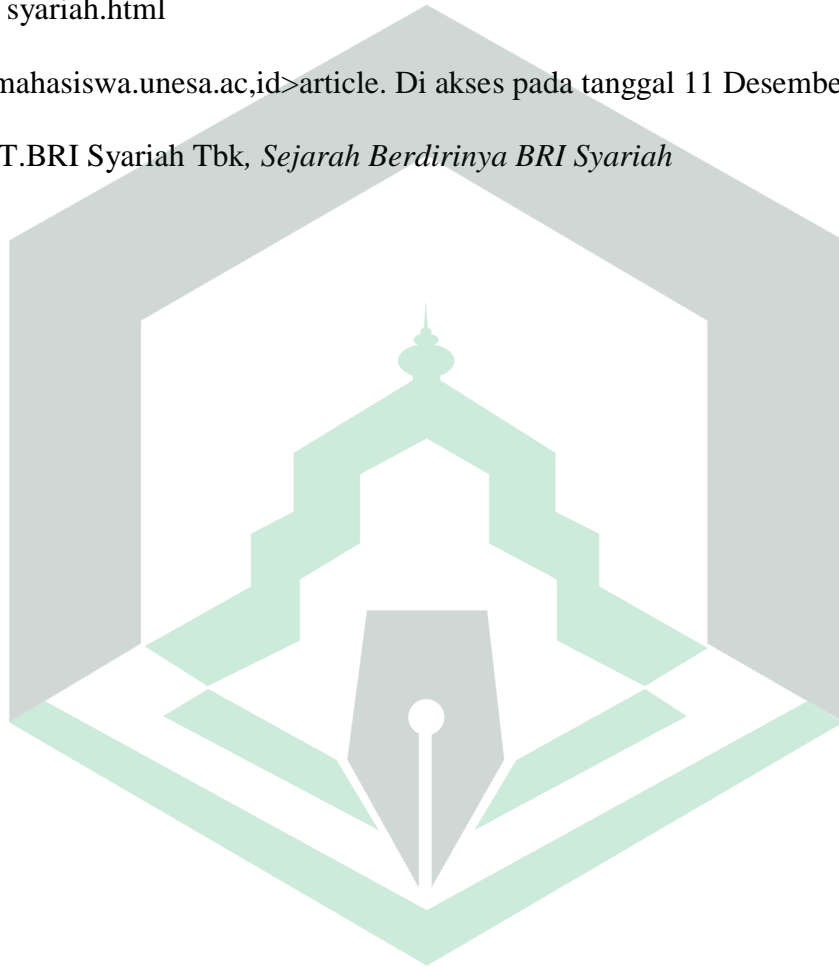 syariah.html
mahasiswa.unesa.ac,id>article. Di akses pada tanggal 11 Desembe
T.BRI Syariah Tbk, Sejarah Berdirinya BRI Syariah